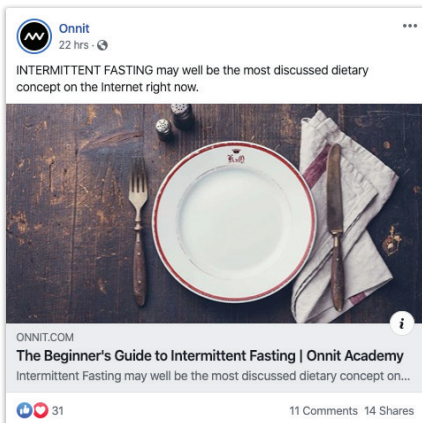 Onnit
22 hrs ·
INTERMITTENT FASTING may well be the most discussed dietary
concept on the Internet right now.
i
ONNIT.COM
The Beginner's Guide to Intermittent Fasting | Onnit Academy
Intermittent Fasting may well be the most discussed dietary concept on...
31
11 Comments 14 Shares